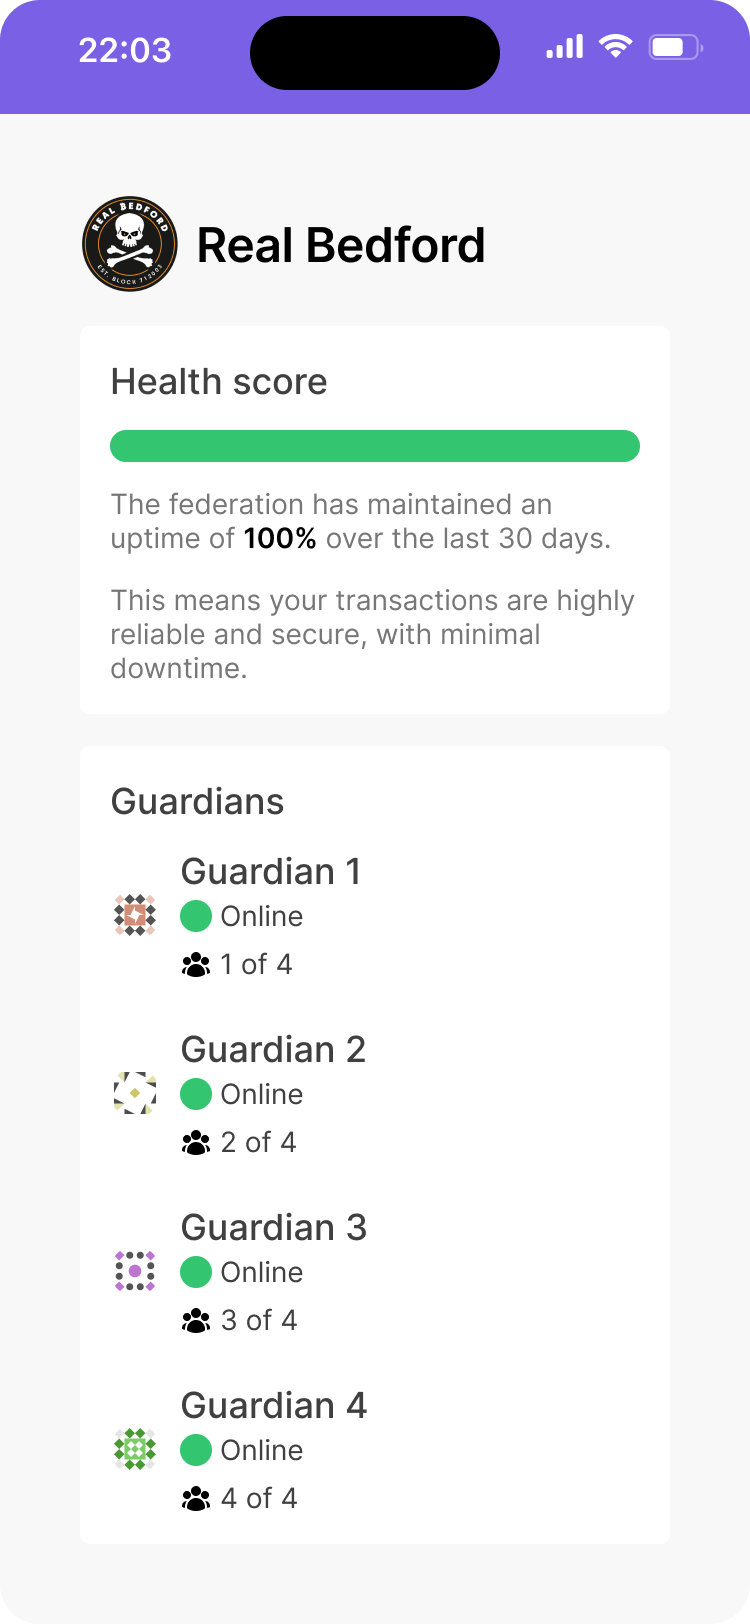 22:03
REAL BEDFORD
EST. BLOCK 712003
Real Bedford
Health score
The federation has maintained an
uptime of 100% over the last 30 days.
This means your transactions are highly
reliable and secure, with minimal
downtime.
Guardians
Guardian 1
Online
1 of 4
Guardian 2
Online
2 of 4
Guardian 3
Online
3 of 4
Guardian 4
Online
4 of 4